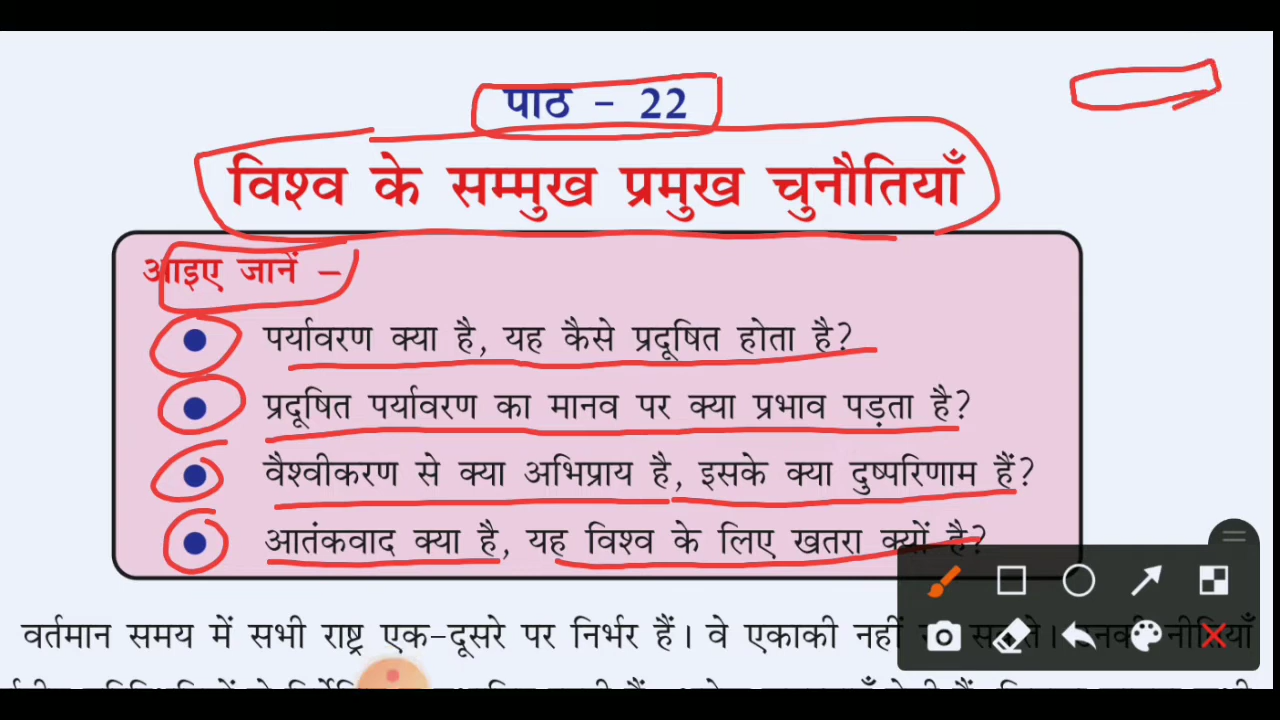 पाठ - 22
विश्व के सम्मुख प्रमुख चुनौतियाँ
आइए जानें -
पर्यावरण क्या है, यह कैसे प्रदूषित होता है?
प्रदूषित पर्यावरण का मानव पर क्या प्रभाव पड़ता है?
वैश्वीकरण से क्या अभिप्राय है, इसके क्या दुष्परिणाम हैं?
आतंकवाद क्या है, यह विश्व के लिए खतरा क्यों है?
वर्तमान समय में सभी राष्ट्र एक-दूसरे पर निर्भर हैं। वे एकाकी नहीं